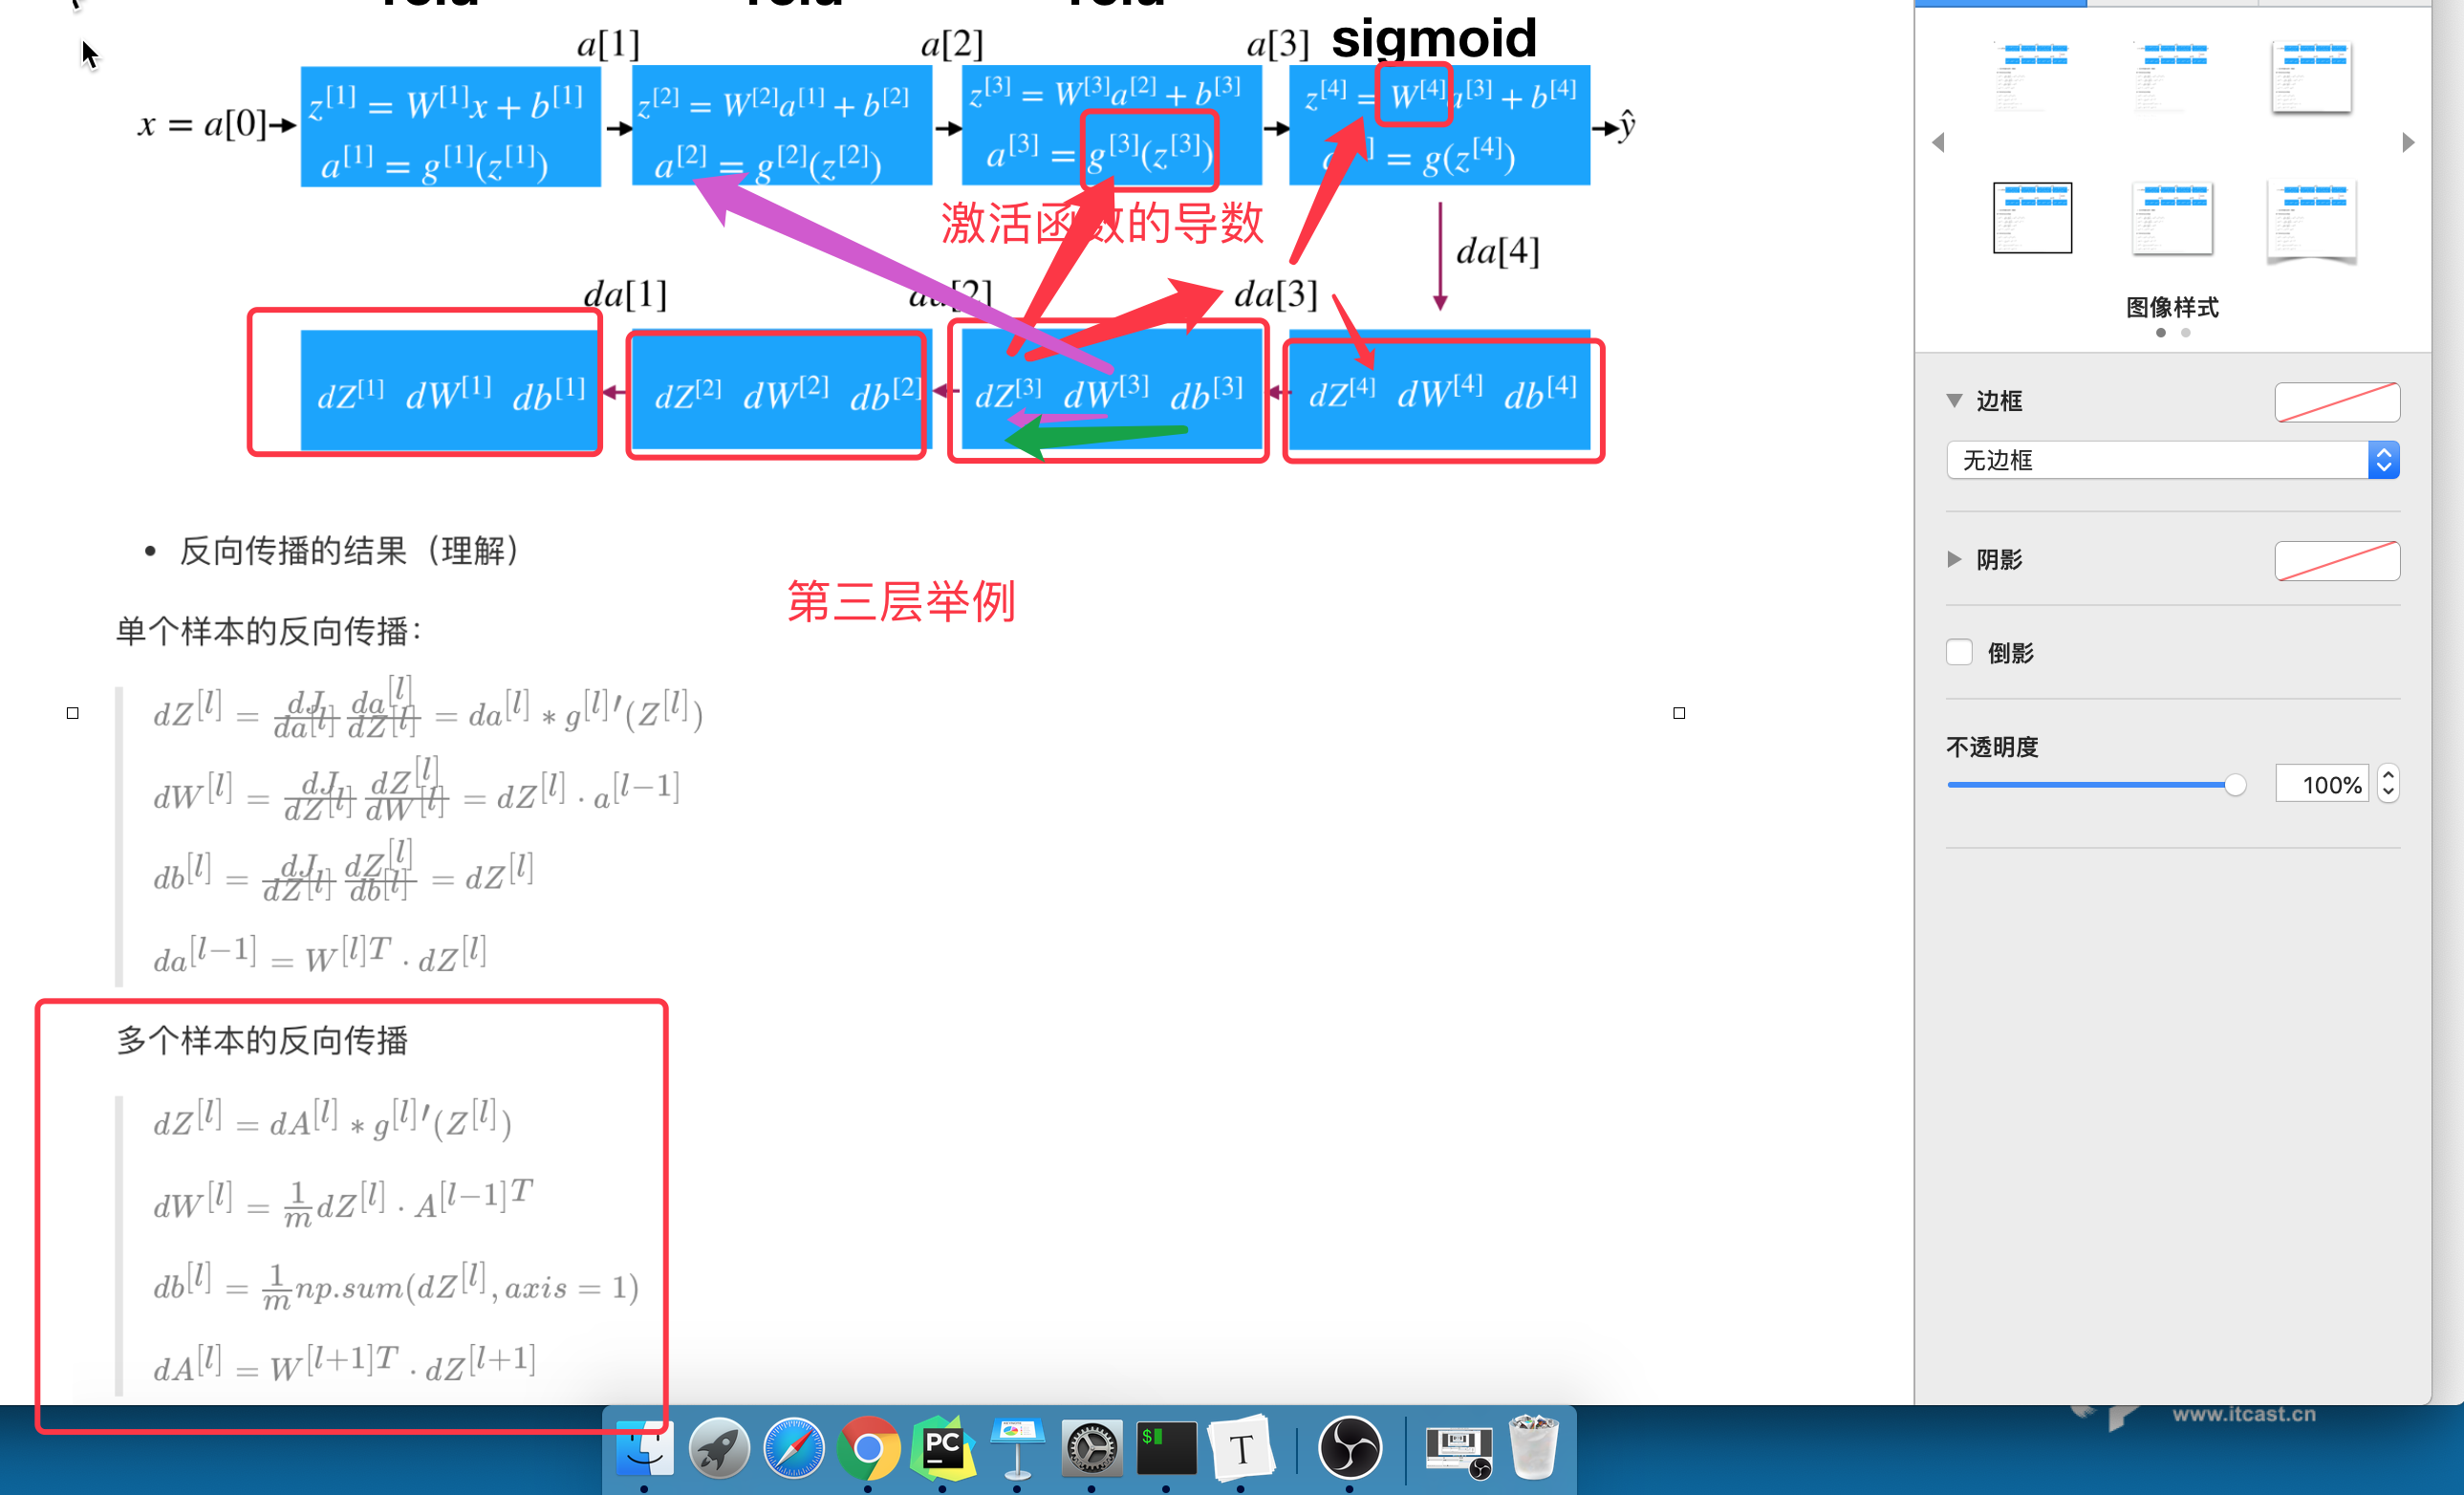 relu relu relu
sigmoid
a[1] a[2] a[3]
x = a[0]
z^{[1]} = W^{[1]}x + b^{[1]}
a^{[1]} = g^{[1]}(z^{[1]})
z^{[2]} = W^{[2]}a^{[1]} + b^{[2]}
a^{[2]} = g^{[2]}(z^{[2]})
z^{[3]} = W^{[3]}a^{[2]} + b^{[3]}
a^{[3]} = g^{[3]}(z^{[3]})
z^{[4]} = W^{[4]}a^{[3]} + b^{[4]}
a^{[4]} = g(z^{[4]})
ŷ
激活函数的导数
da[4]
da[1] da[2] da[3]
dZ^{[1]} dW^{[1]} db^{[1]}
dZ^{[2]} dW^{[2]} db^{[2]}
dZ^{[3]} dW^{[3]} db^{[3]}
dZ^{[4]} dW^{[4]} db^{[4]}
• 反向传播的结果（理解）
第三层举例
单个样本的反向传播：
dZ^{[l]} = \frac{dJ}{da^{[l]}} \frac{da^{[l]}}{dZ^{[l]}} = da^{[l]} * g^{[l]}′(Z^{[l]})
dW^{[l]} = \frac{dJ}{dZ^{[l]}} \frac{dZ^{[l]}}{dW^{[l]}} = dZ^{[l]} · a^{[l−1]}
db^{[l]} = \frac{dJ}{dZ^{[l]}} \frac{dZ^{[l]}}{db^{[l]}} = dZ^{[l]}
da^{[l−1]} = W^{[l]T} · dZ^{[l]}
多个样本的反向传播
dZ^{[l]} = dA^{[l]} * g^{[l]}′(Z^{[l]})
dW^{[l]} = \frac{1}{m} dZ^{[l]} · A^{[l−1]T}
db^{[l]} = \frac{1}{m} np.sum(dZ^{[l]}, axis = 1)
dA^{[l]} = W^{[l+1]T} · dZ^{[l+1]}
图像样式
边框
无边框
阴影
倒影
不透明度
100%
PC
$
T
www.itcast.cn